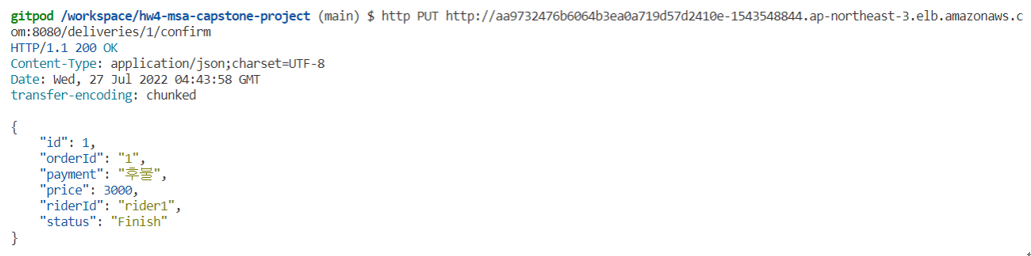 gitpod /workspace/hw4-msa-capstone-project (main) $ http PUT http://aa9732476b6064b3ea0a719d57d2410e-1543548844.ap-northeast-3.elb.amazonaws.c
om:8080/deliveries/1/confirm
HTTP/1.1 200 OK
Content-Type: application/json;charset=UTF-8
Date: Wed, 27 Jul 2022 04:43:58 GMT
transfer-encoding: chunked
{
"id": 1,
"orderId": "1",
"payment": "후불",
"price": 3000,
"riderId": "rider1",
"status": "Finish"
}